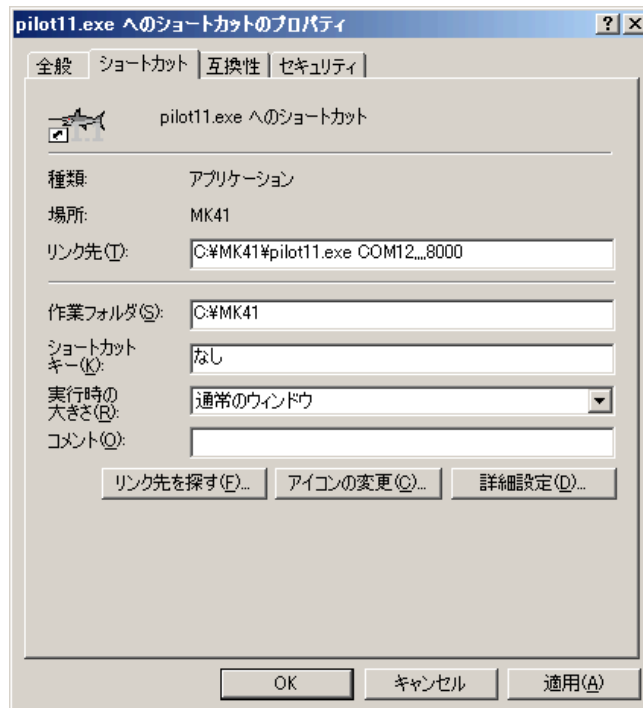 pilot11.exe へのショートカットのプロパティ
全般 ショートカット 互換性 セキュリティ
pilot11.exe へのショートカット
種類: アプリケーション
場所: MK41
リンク先(T): C:¥MK41¥pilot11.exe COM12,,,8000
作業フォルダ(S): C:¥MK41
ショートカット
キー(K): なし
実行時の
大きさ(R): 通常のウィンドウ
コメント(O):
リンク先を探す(F)... アイコンの変更(C)... 詳細設定(D)...
OK キャンセル 適用(A)